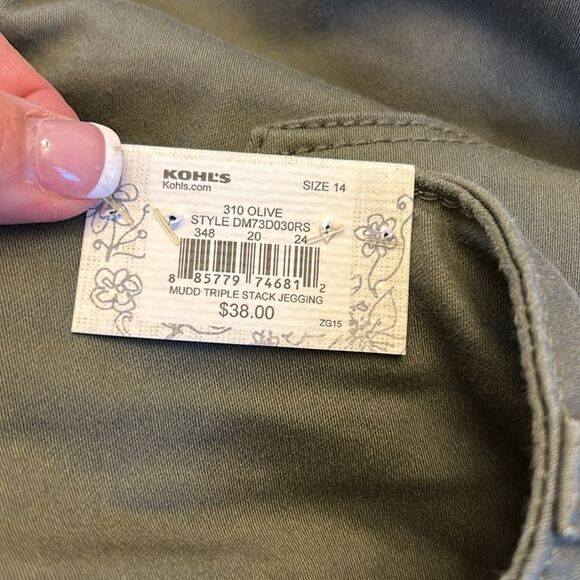 KOHL'S
Kohls.com
SIZE 14
310 OLIVE
STYLE DM73D030RS
348 20 24
8 85779 74681 2
MUDD TRIPLE STACK JEGGING
$38.00
ZG15